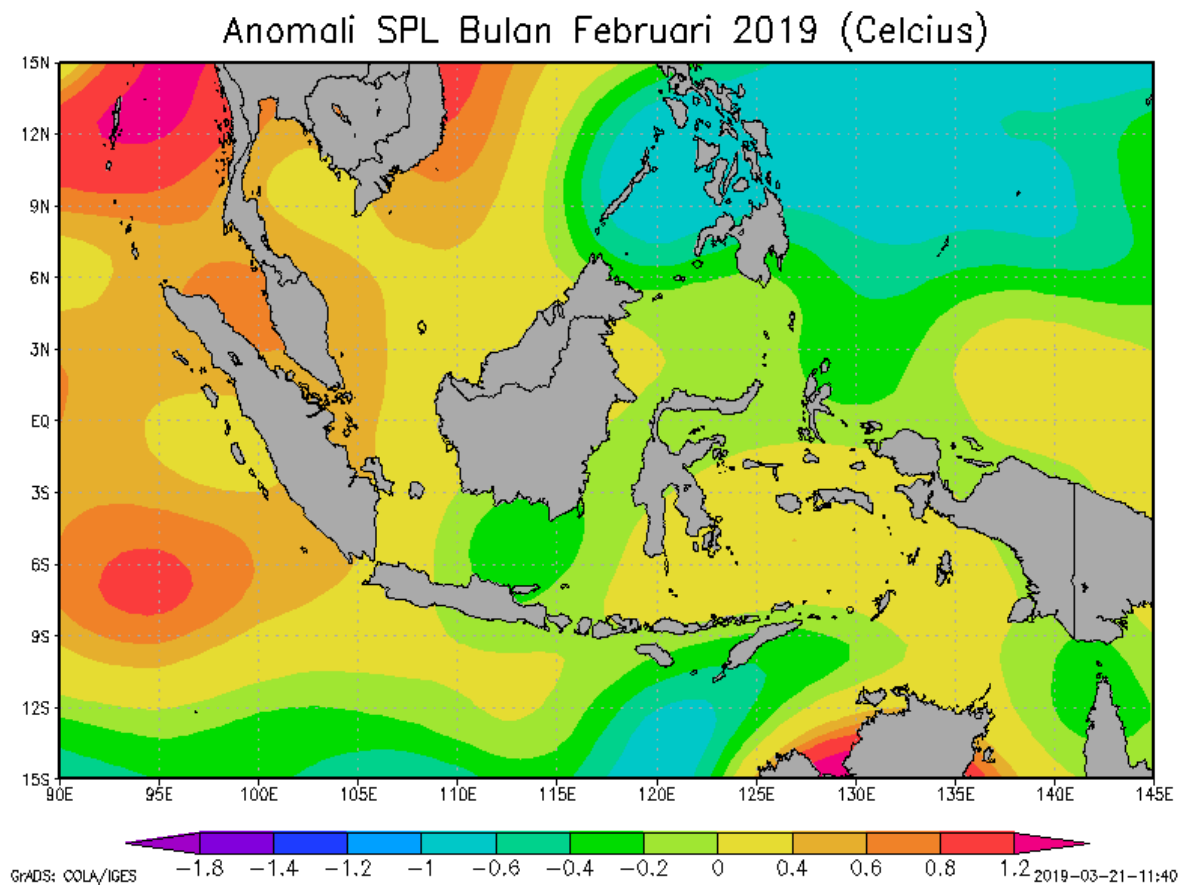 Anomali SPL Bulan Februari 2019 (Celcius)
15N
12N
9N
6N
3N
EQ
3S
6S
9S
12S
15S
90E 95E 100E 105E 110E 115E 120E 125E 130E 135E 140E 145E
-1.8 -1.4 -1.2 -1 -0.6 -0.4 -0.2 0 0.4 0.6 0.8 1.2
GrADS: COLA/IGES 2019-03-21-11:40